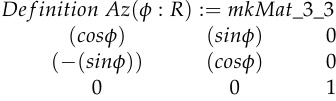 Definition Az(ϕ : R) := mkMat_3_3
(cosϕ) (sinϕ) 0
(−(sinϕ)) (cosϕ) 0
0 0 1